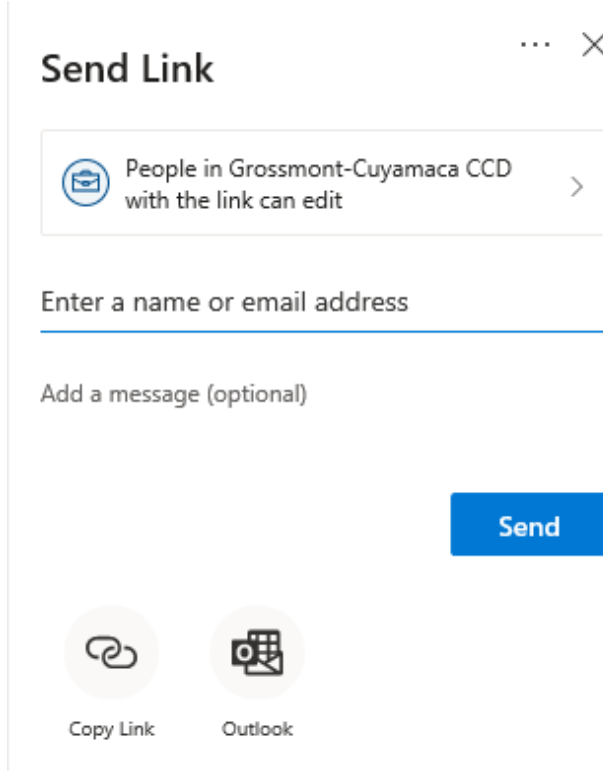 Send Link
People in Grossmont-Cuyamaca CCD
with the link can edit
Enter a name or email address
Add a message (optional)
Send
Copy Link
Outlook